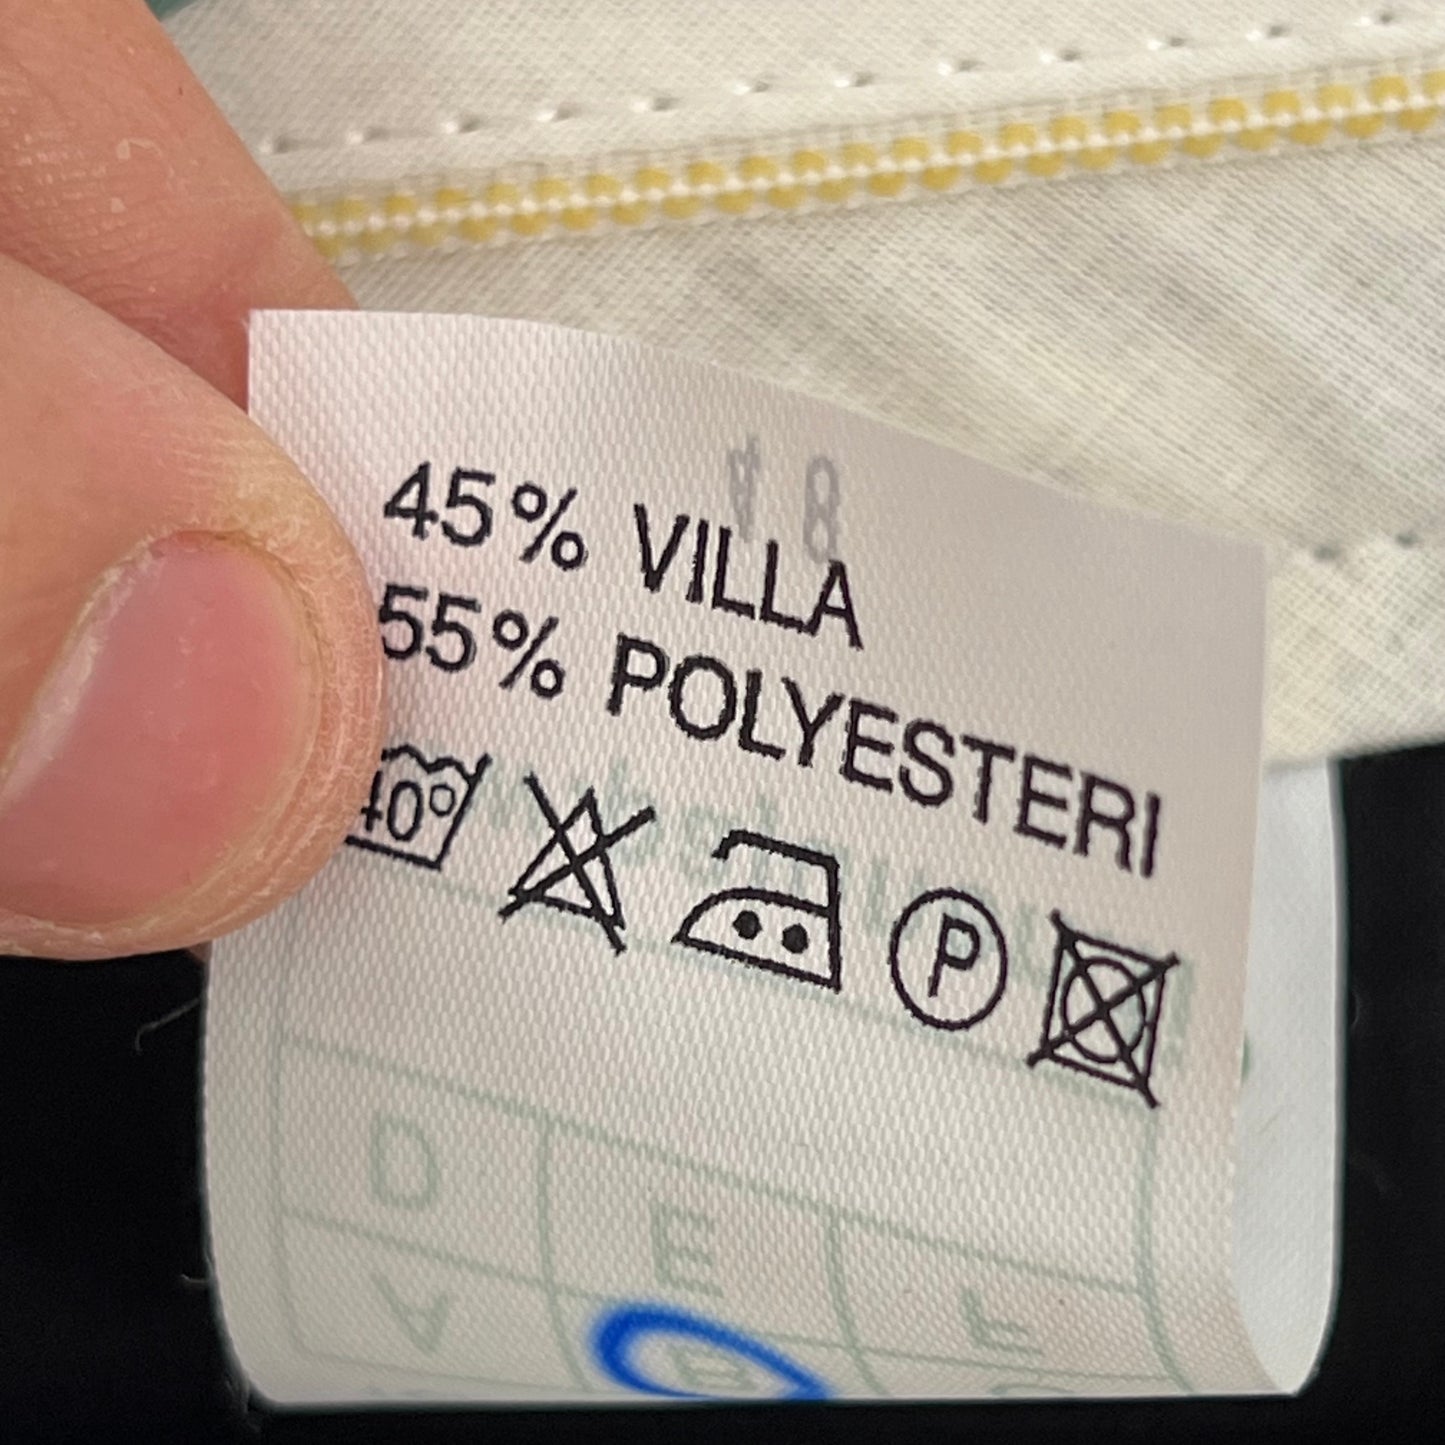 45% VILLA
55% POLYESTERI
40° P